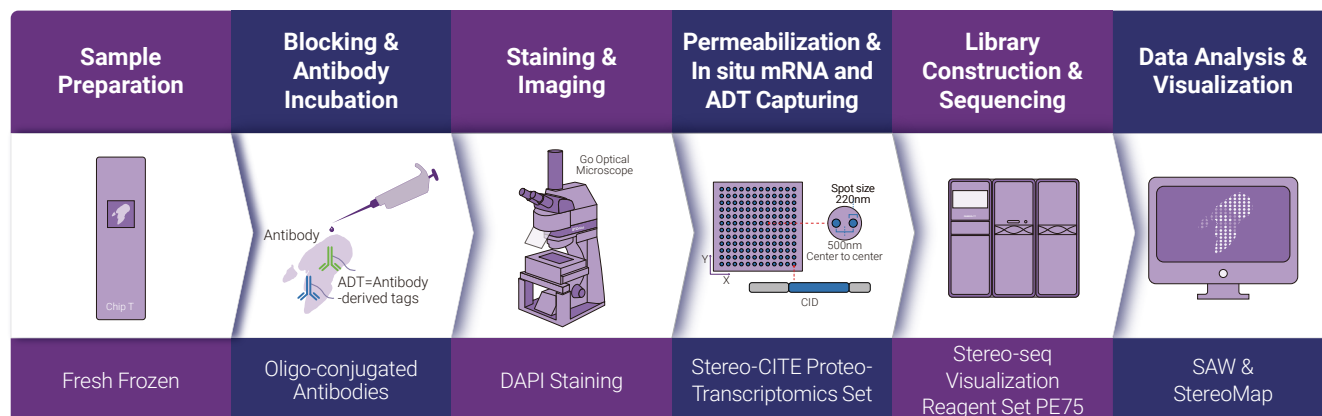 Sample
Preparation
Blocking &
Antibody
Incubation
Staining &
Imaging
Permeabilization &
In situ mRNA and
ADT Capturing
Library
Construction &
Sequencing
Data Analysis &
Visualization
Chip T
Antibody
ADT=Antibody
-derived tags
Go Optical
Microscope
Spot size
220nm
500nm
Center to center
Y
X
CID
Fresh Frozen
Oligo-conjugated
Antibodies
DAPI Staining
Stereo-CITE Proteo-
Transcriptomics Set
Stereo-seq
Visualization
Reagent Set PE75
SAW &
StereoMap